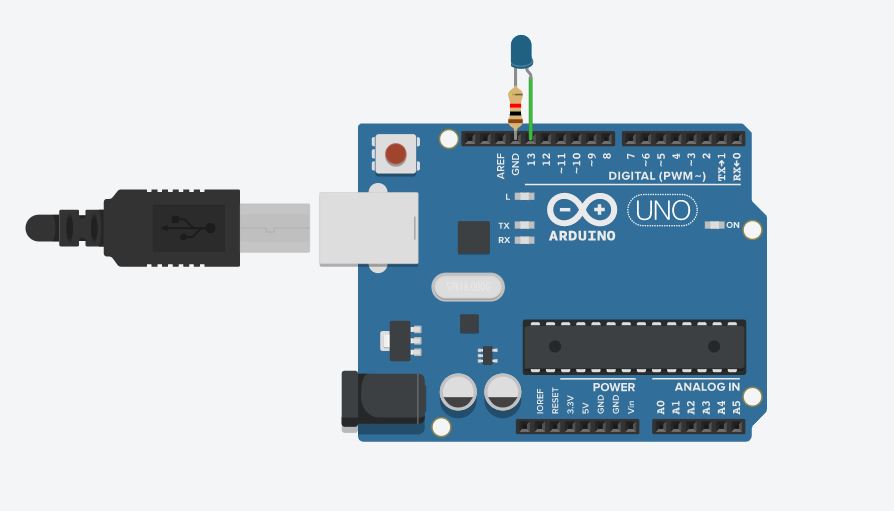 AREF
GND
13
12
~11
~10
~9
8
7
~6
~5
4
~3
2
TX→1
RX←0
DIGITAL (PWM~)
L
TX
RX
UNO
ON
ARDUINO
IOREF
RESET
3.3V
5V
GND
GND
Vin
POWER
ANALOG IN
A0
A1
A2
A3
A4
A5